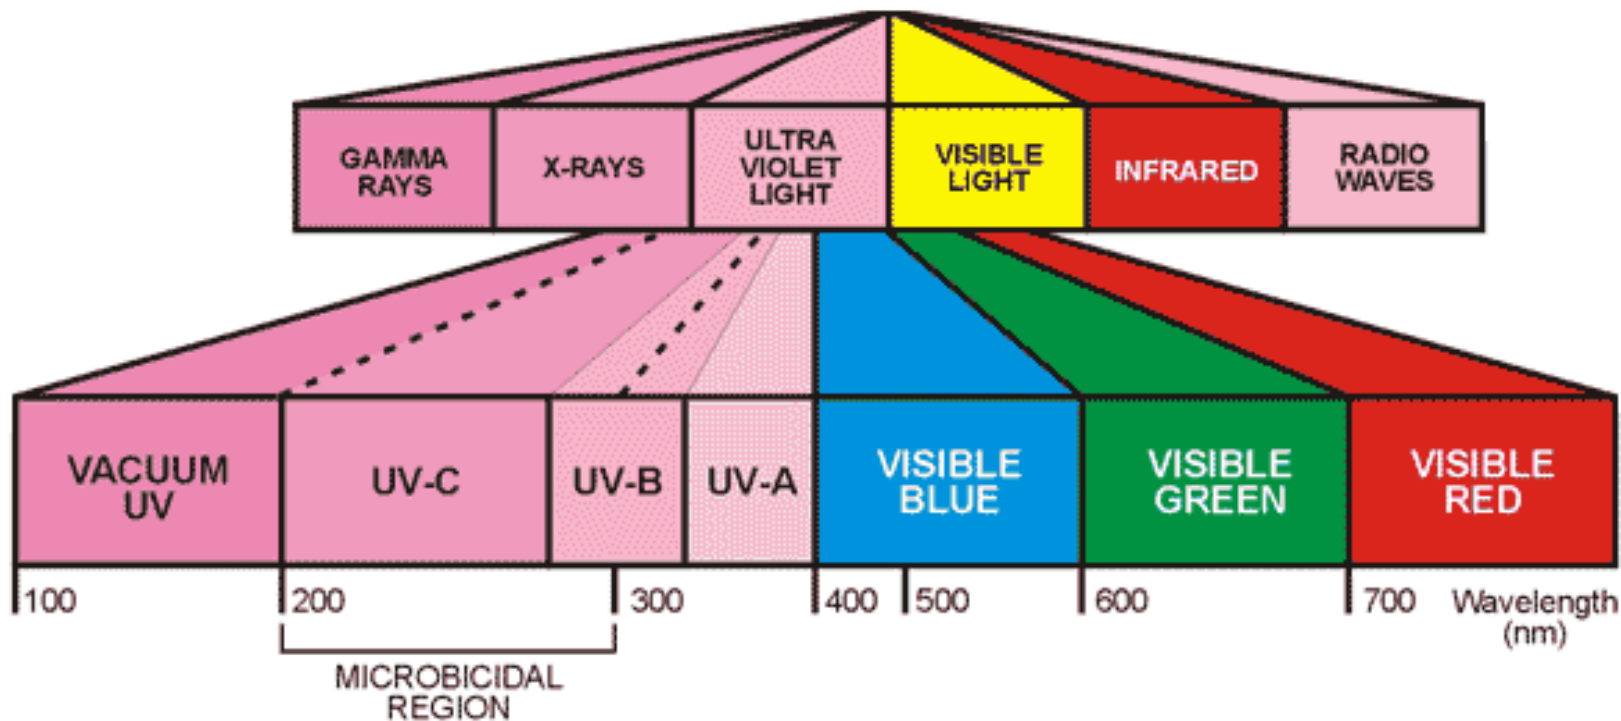 GAMMA
RAYS
X-RAYS
ULTRA
VIOLET
LIGHT
VISIBLE
LIGHT
INFRARED
RADIO
WAVES
VACUUM
UV
UV-C
UV-B
UV-A
VISIBLE
BLUE
VISIBLE
GREEN
VISIBLE
RED
100
200
300
400
500
600
700
Wavelength
(nm)
MICROBICIDAL
REGION